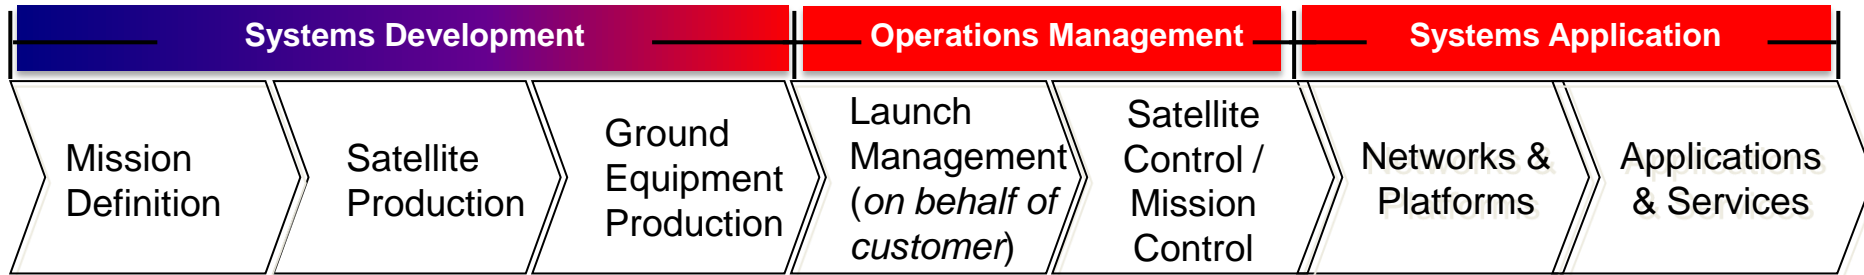 Systems Development
Operations Management
Systems Application
Mission
Definition
Satellite
Production
Ground
Equipment
Production
Launch
Management
(on behalf of
customer)
Satellite
Control /
Mission
Control
Networks &
Platforms
Applications
& Services